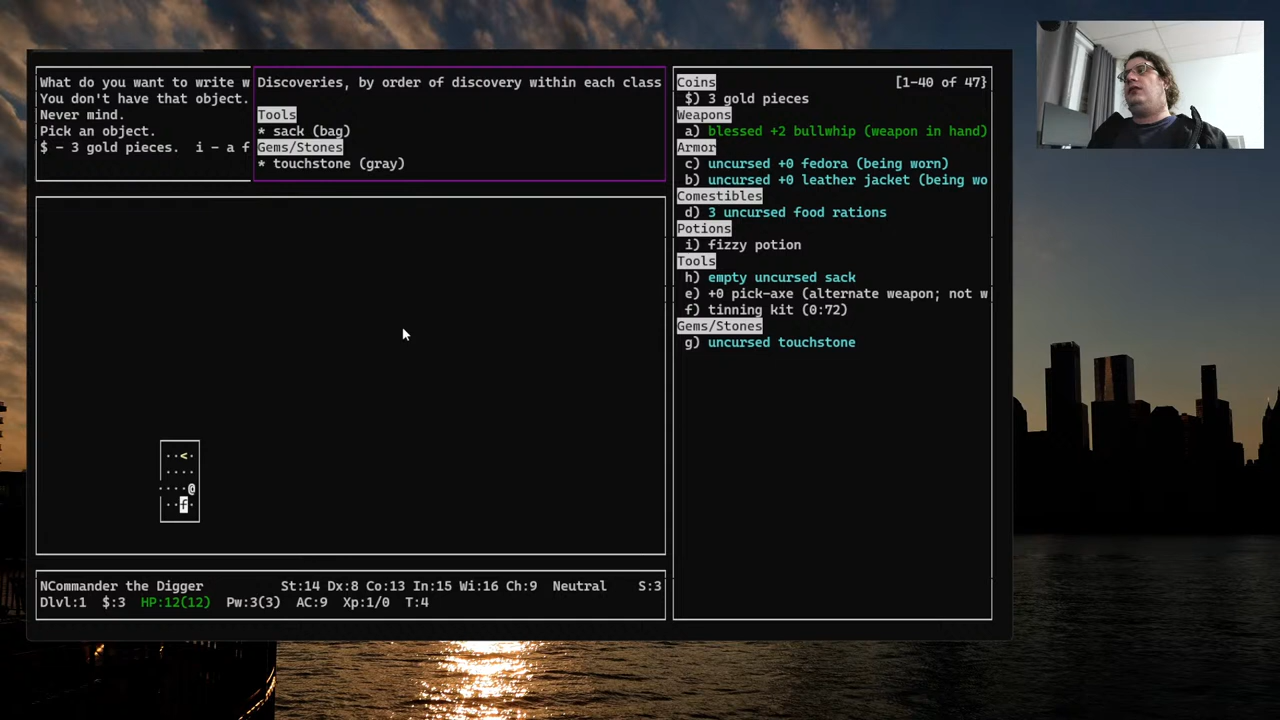 What do you want to write w
You don't have that object.
Never mind.
Pick an object.
$ - 3 gold pieces.  i - a f
Discoveries, by order of discovery within each class
Tools
* sack (bag)
Gems/Stones
* touchstone (gray)
Coins [1-40 of 47}
$) 3 gold pieces
Weapons
a) blessed +2 bullwhip (weapon in hand)
Armor
c) uncursed +0 fedora (being worn)
b) uncursed +0 leather jacket (being wo
Comestibles
d) 3 uncursed food rations
Potions
i) fizzy potion
Tools
h) empty uncursed sack
e) +0 pick-axe (alternate weapon; not w
f) tinning kit (0:72)
Gems/Stones
g) uncursed touchstone
··<·
····
····@
··f·
NCommander the Digger St:14 Dx:8 Co:13 In:15 Wi:16 Ch:9 Neutral S:3
Dlvl:1 $:3 HP:12(12) Pw:3(3) AC:9 Xp:1/0 T:4